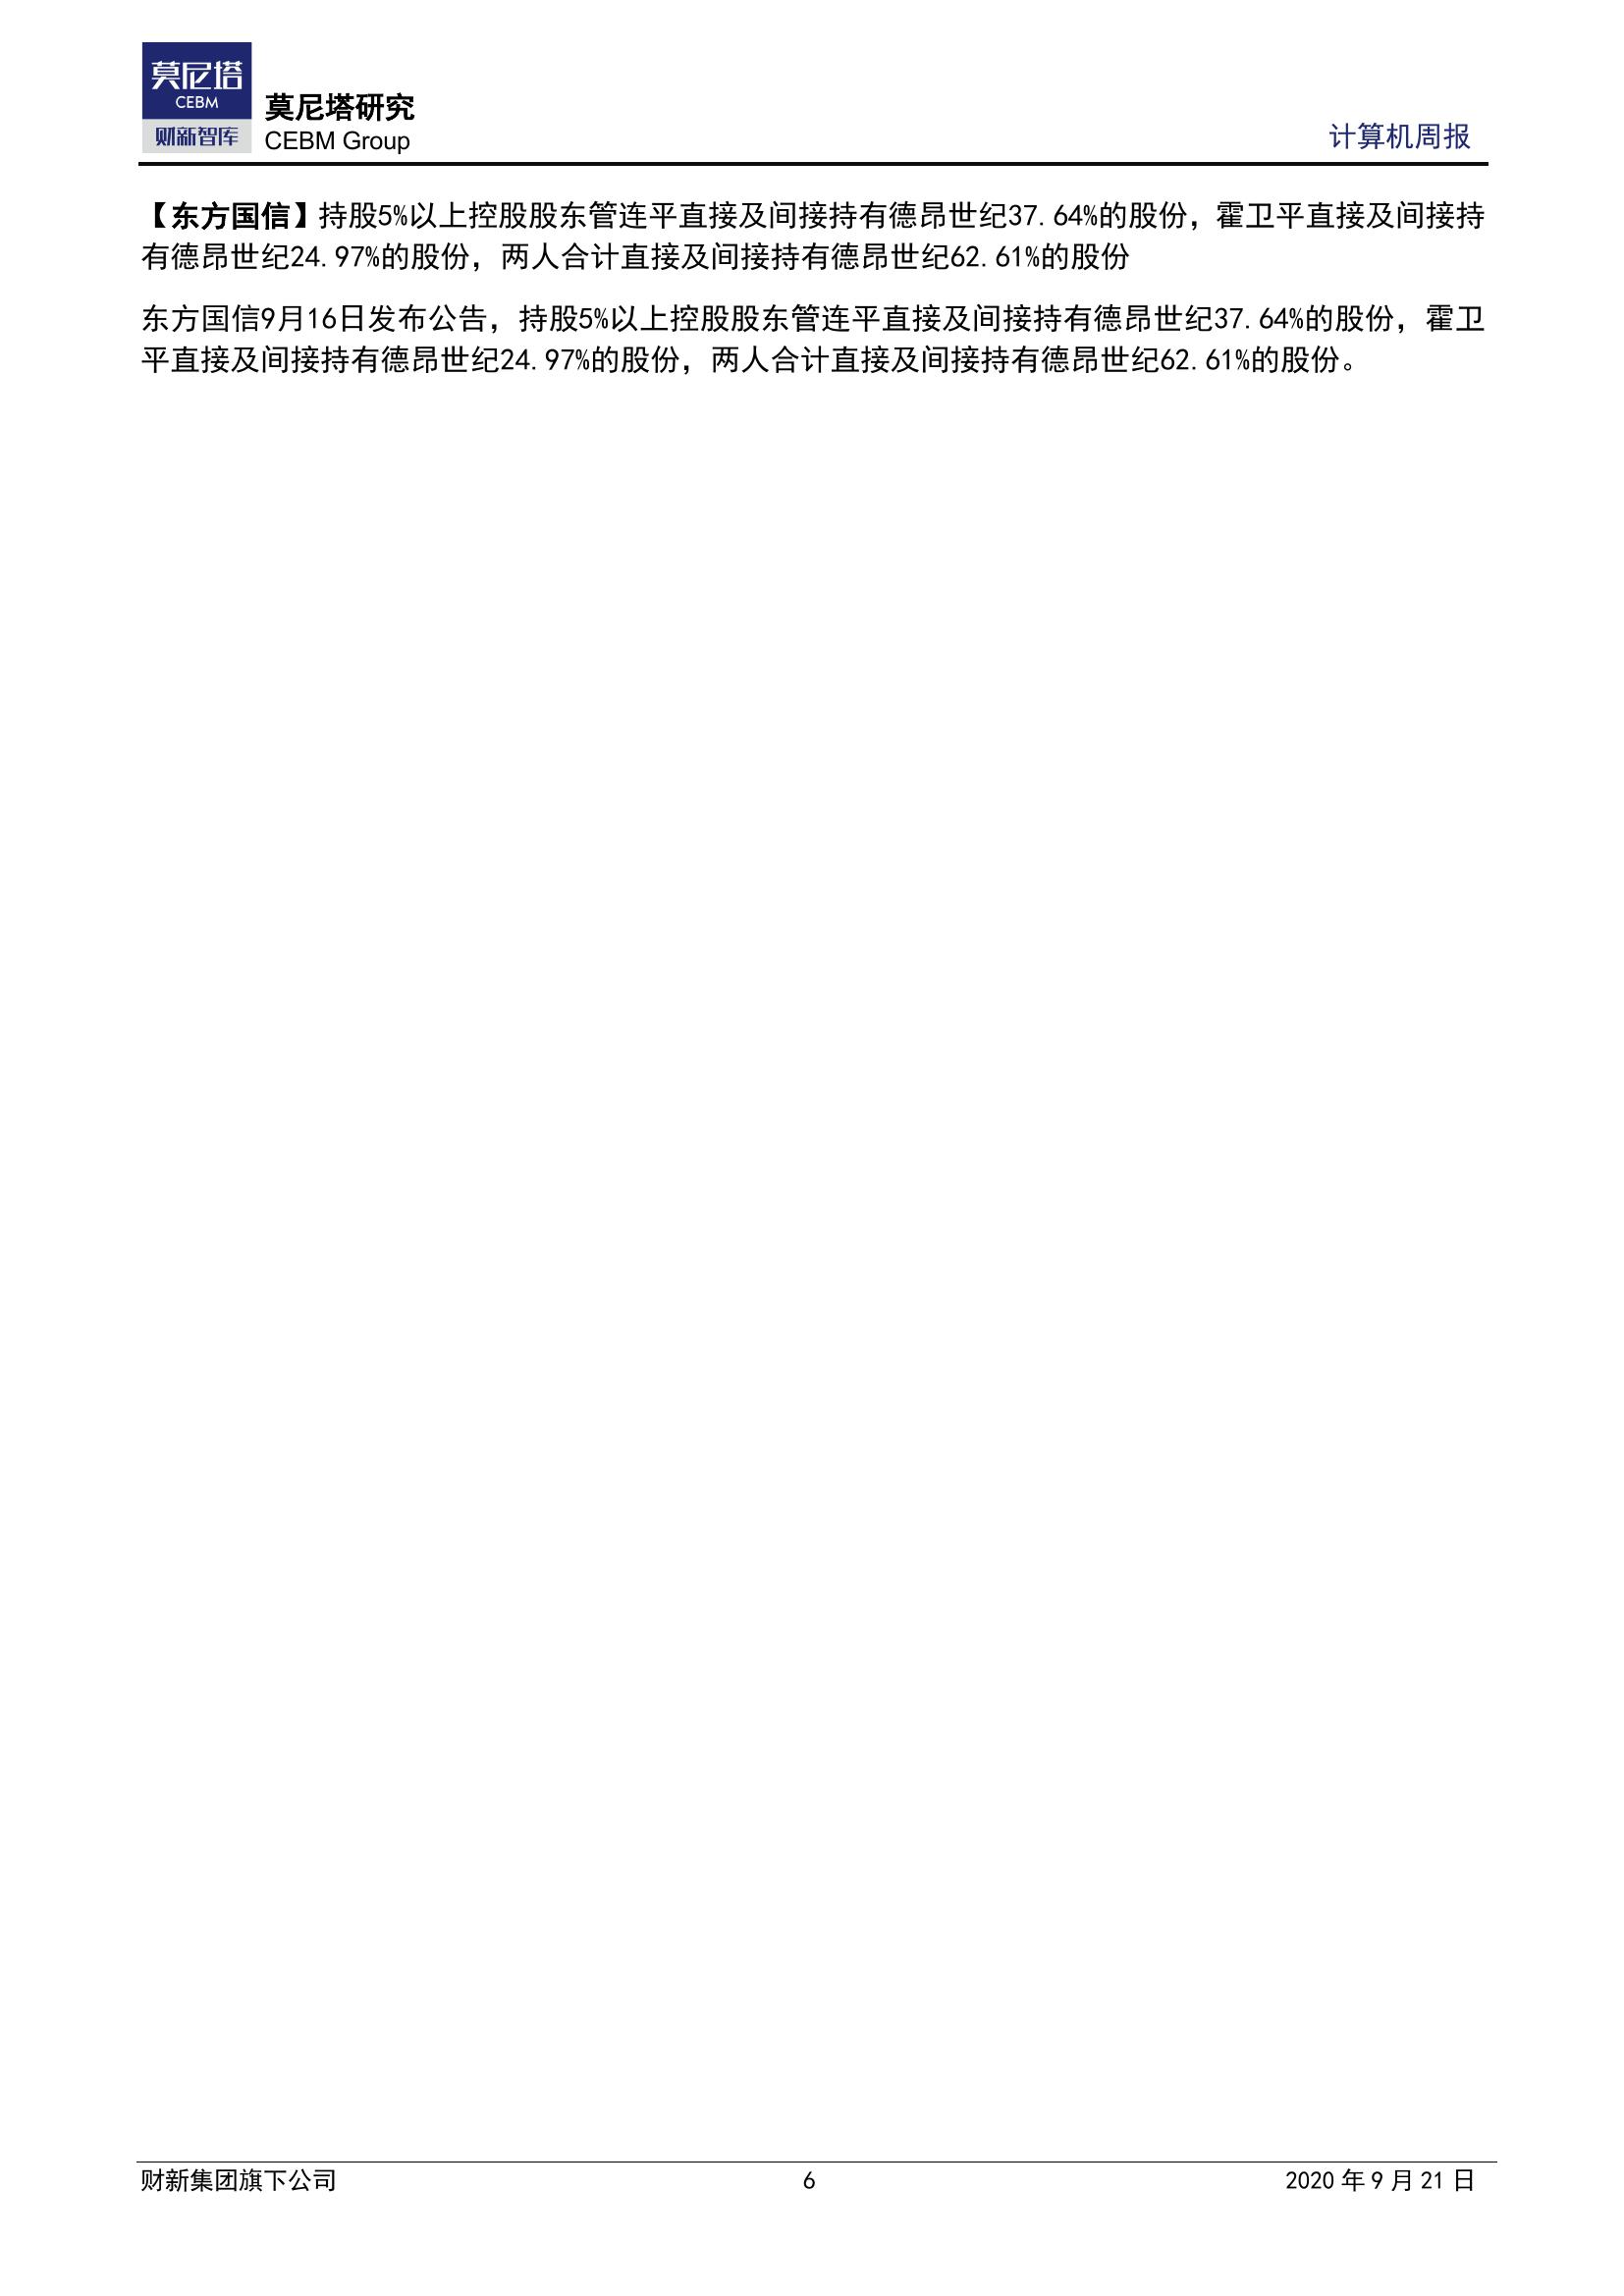 莫尼塔
CEBM
财新智库
莫尼塔研究
CEBM Group
计算机周报
【东方国信】持股5%以上控股股东管连平直接及间接持有德昂世纪37.64%的股份，霍卫平直接及间接持
有德昂世纪24.97%的股份，两人合计直接及间接持有德昂世纪62.61%的股份
东方国信9月16日发布公告，持股5%以上控股股东管连平直接及间接持有德昂世纪37.64%的股份，霍卫
平直接及间接持有德昂世纪24.97%的股份，两人合计直接及间接持有德昂世纪62.61%的股份。
财新集团旗下公司
6
2020 年 9 月 21 日